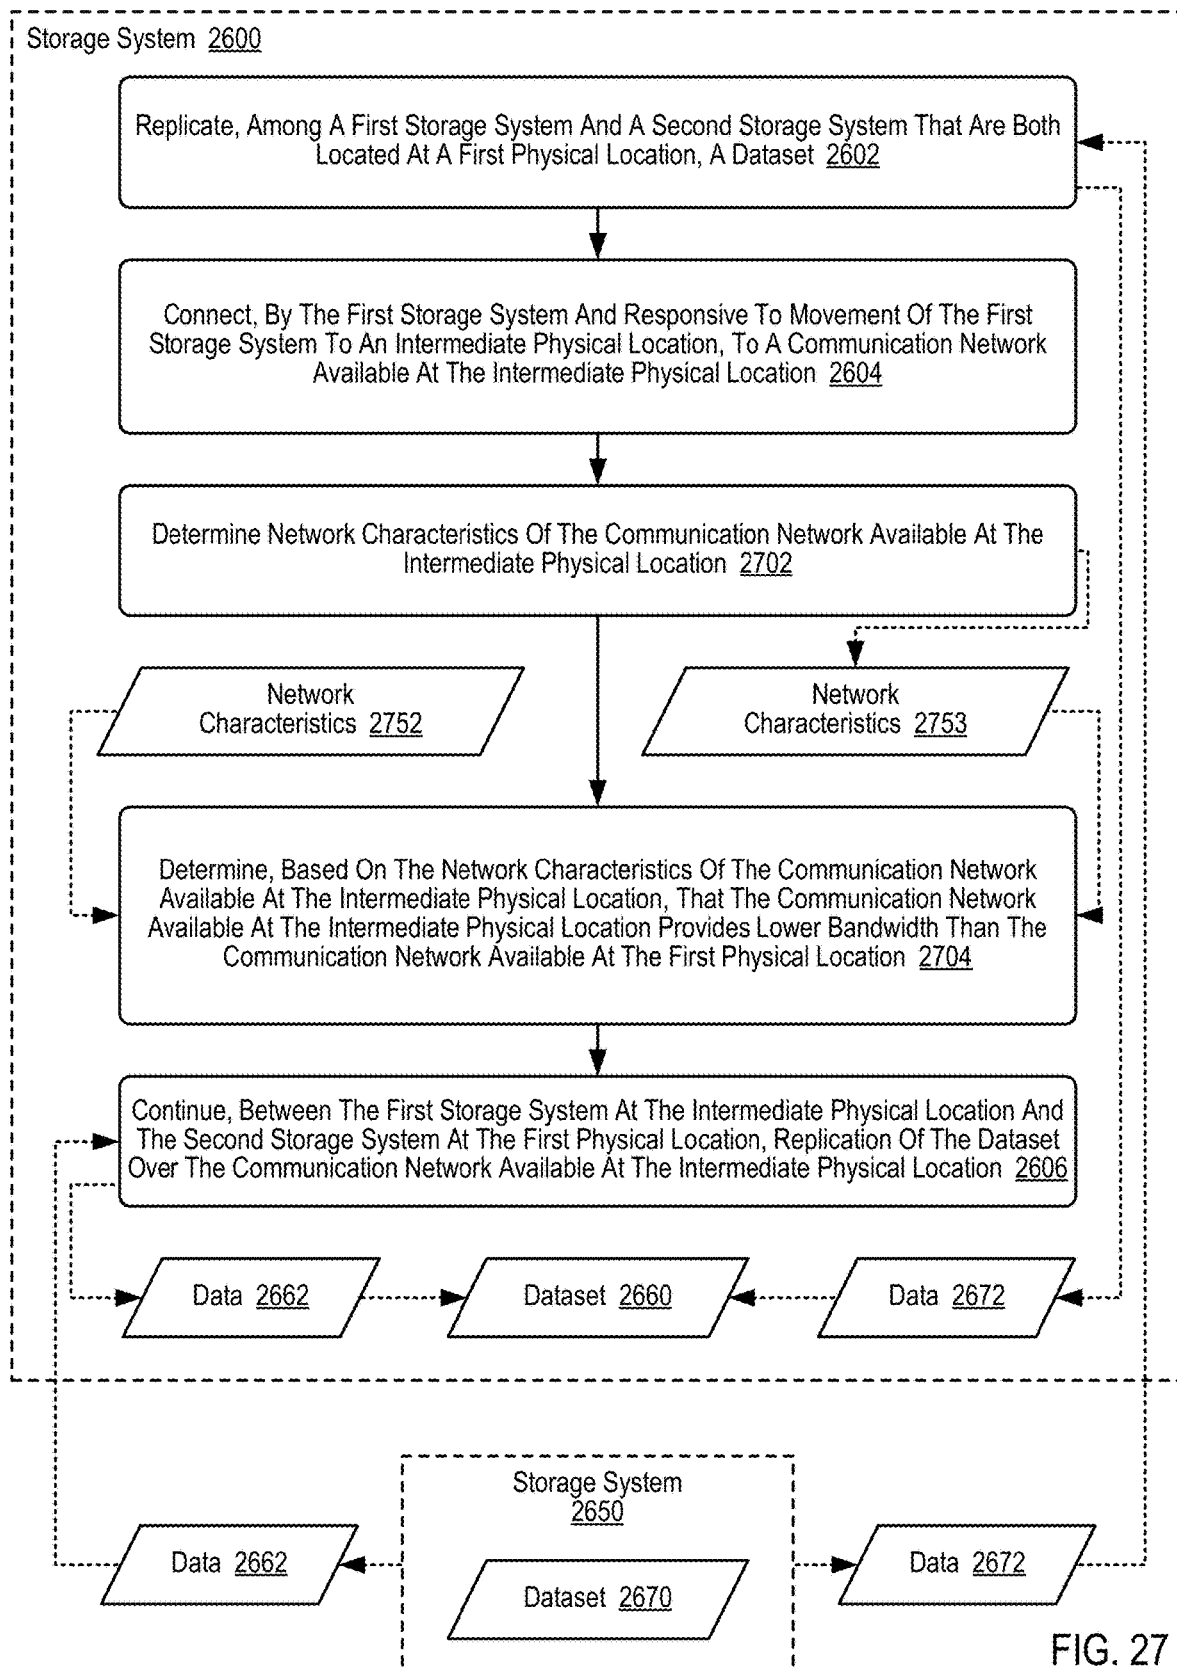 Storage System 2600
Replicate, Among A First Storage System And A Second Storage System That Are Both
Located At A First Physical Location, A Dataset 2602
Connect, By The First Storage System And Responsive To Movement Of The First
Storage System To An Intermediate Physical Location, To A Communication Network
Available At The Intermediate Physical Location 2604
Determine Network Characteristics Of The Communication Network Available At The
Intermediate Physical Location 2702
Network
Characteristics 2752
Network
Characteristics 2753
Determine, Based On The Network Characteristics Of The Communication Network
Available At The Intermediate Physical Location, That The Communication Network
Available At The Intermediate Physical Location Provides Lower Bandwidth Than The
Communication Network Available At The First Physical Location 2704
Continue, Between The First Storage System At The Intermediate Physical Location And
The Second Storage System At The First Physical Location, Replication Of The Dataset
Over The Communication Network Available At The Intermediate Physical Location 2606
Data 2662
Dataset 2660
Data 2672
Storage System
2650
Data 2662
Dataset 2670
Data 2672
FIG. 27